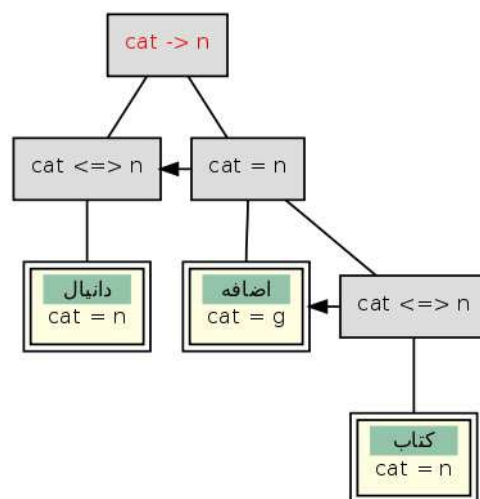 cat -> n
cat <=> n
cat = n
دانیال
cat = n
اضافه
cat = g
cat <=> n
کتاب
cat = n